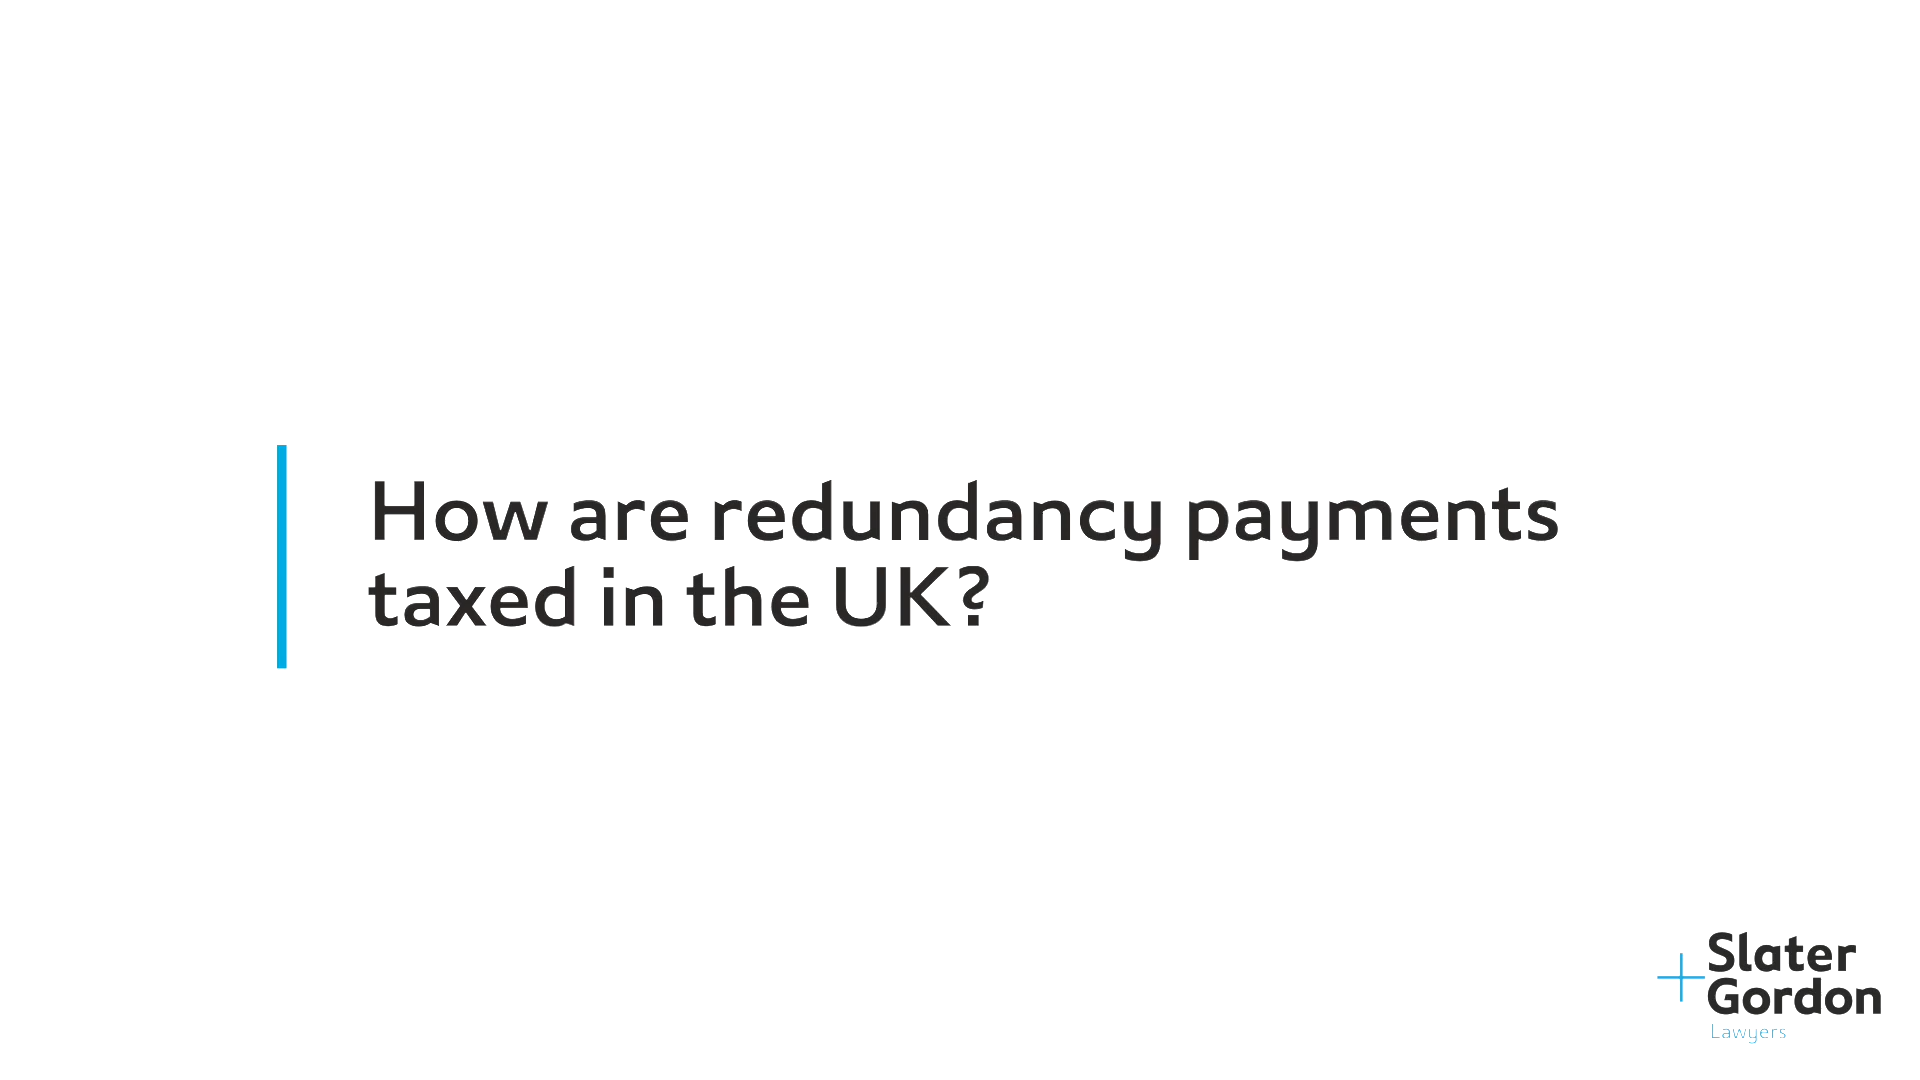 How are redundancy payments
taxed in the UK?
Slater
Gordon
Lawyers